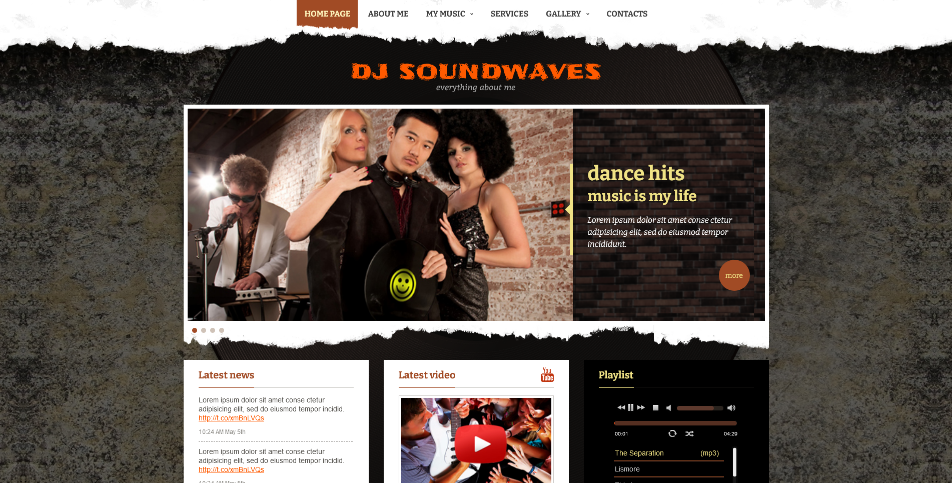 HOME PAGE ABOUT ME MY MUSIC SERVICES GALLERY CONTACTS
DJ SOUNDWAVES
everything about me
dance hits
music is my life
Lorem ipsum dolor sit amet conse ctetur
adipisicing elit, sed do eiusmod tempor
incididunt.
more
Latest news
Lorem ipsum dolor sit amet conse ctetur
adipisicing elit, sed do eiusmod tempor incidid.
http://t.co/xmBnLVQs
10:24 AM May 5th
Lorem ipsum dolor sit amet conse ctetur
adipisicing elit, sed do eiusmod tempor incidid.
http://t.co/xmBnLVQs
Latest video
You Tube
Playlist
00:01 04:29
The Separation (mp3)
Lismore